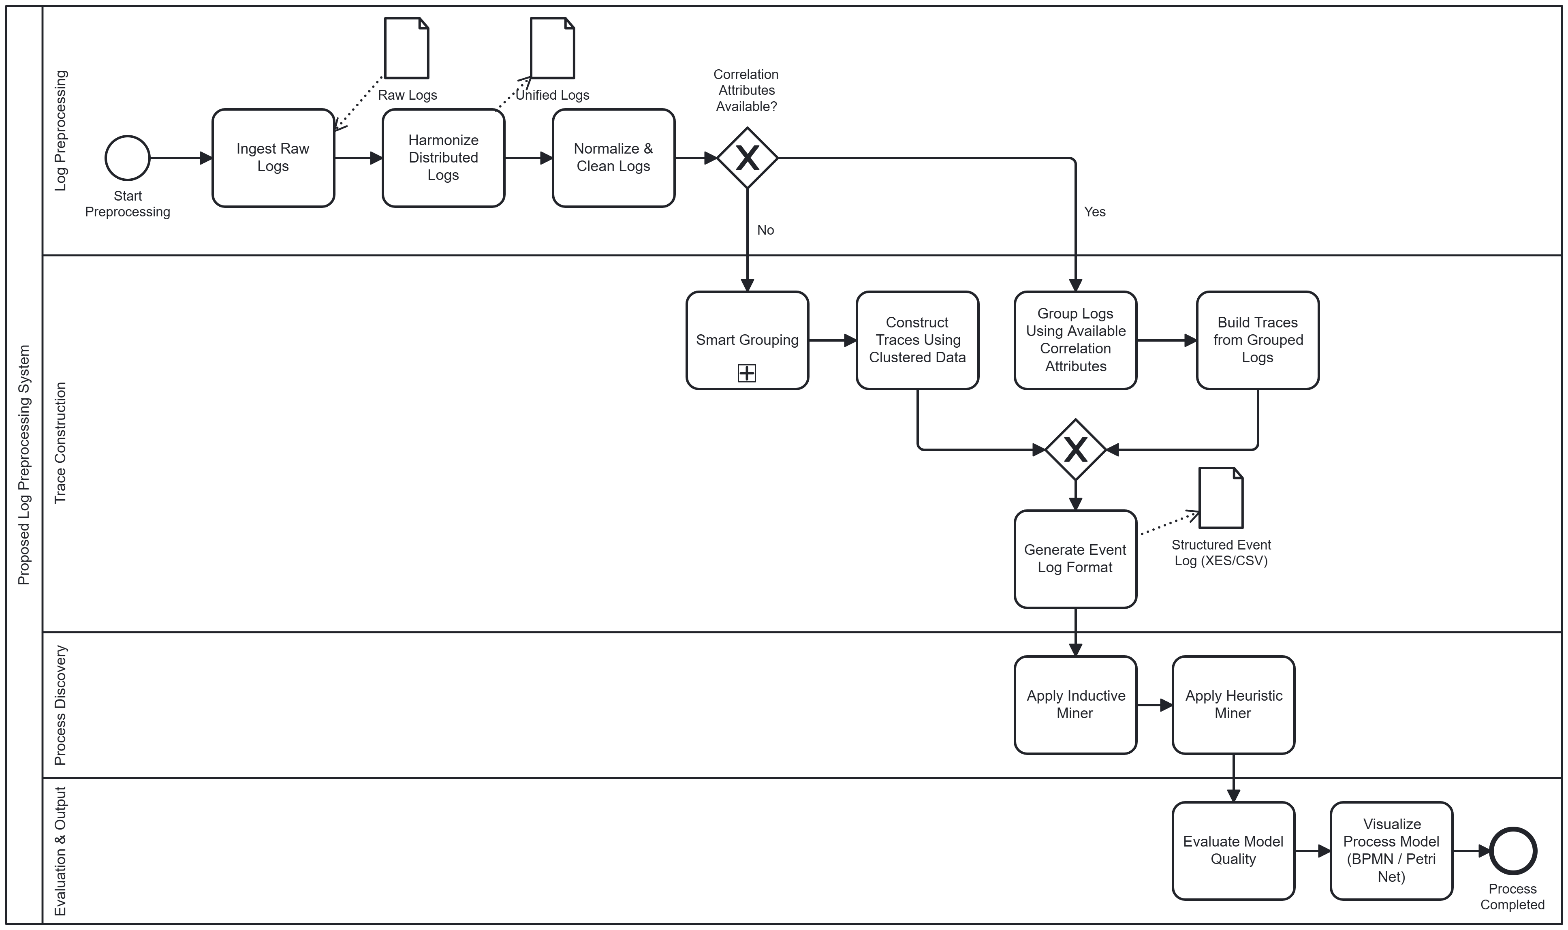 Proposed Log Preprocessing System
Log Preprocessing
Start
Preprocessing
Ingest Raw
Logs
Raw Logs
Harmonize
Distributed
Logs
Unified Logs
Normalize &
Clean Logs
Correlation
Attributes
Available?
No
Yes
Trace Construction
Smart Grouping
Construct
Traces Using
Clustered Data
Group Logs
Using Available
Correlation
Attributes
Build Traces
from Grouped
Logs
Generate Event
Log Format
Structured Event
Log (XES/CSV)
Process Discovery
Apply Inductive
Miner
Apply Heuristic
Miner
Evaluation & Output
Evaluate Model
Quality
Visualize
Process Model
(BPMN / Petri
Net)
Process
Completed